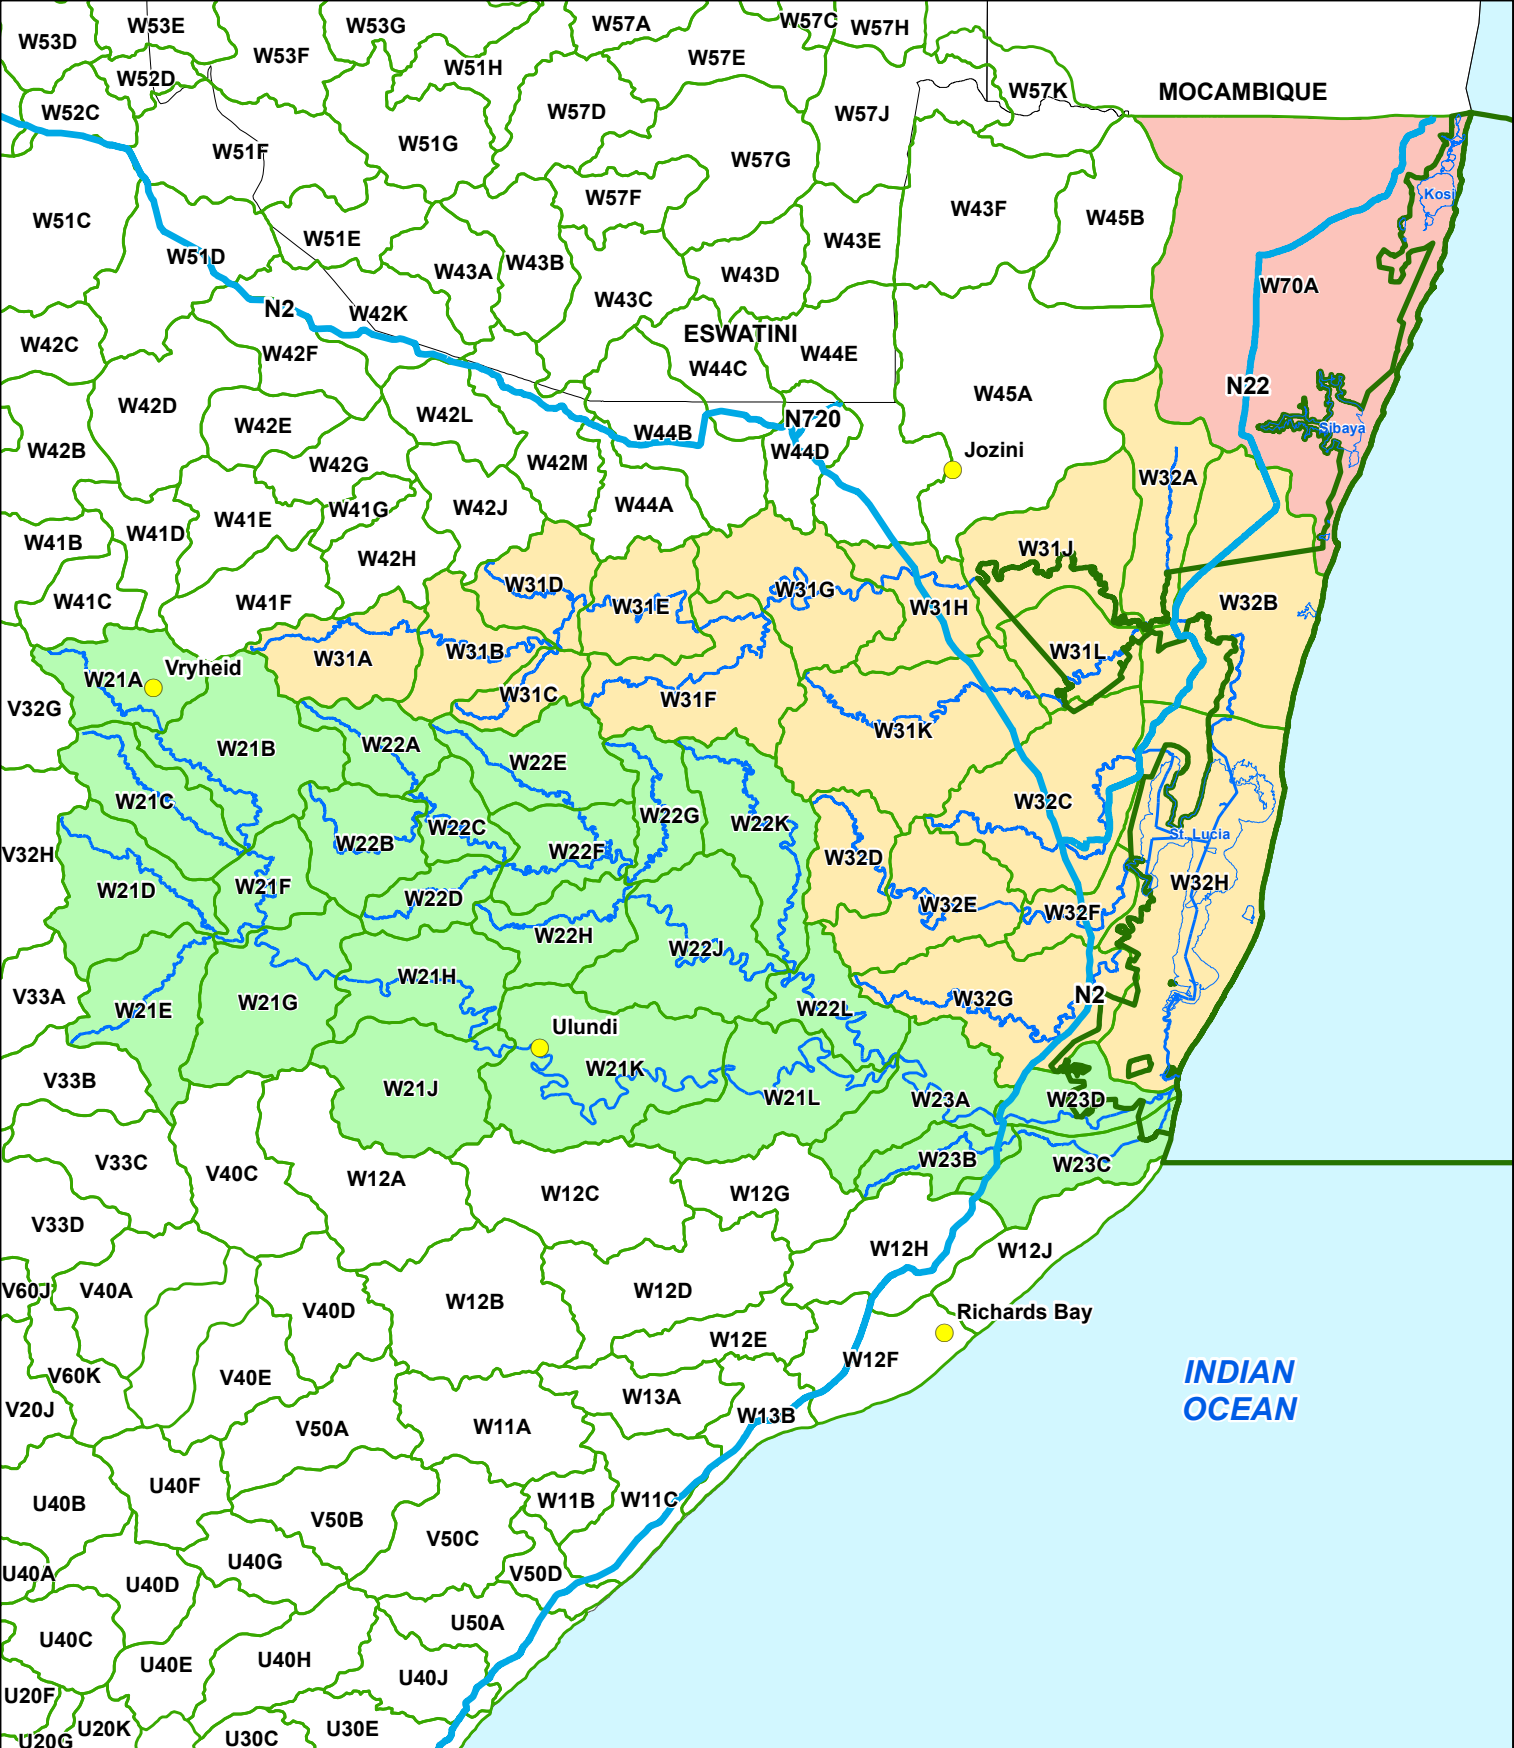 W53E
W53G
W57A
W57C
W57H
W53D
W53F
W57E
W51H
W52D
W57K
MOCAMBIQUE
W52C
W57D
W57J
W51F
W51G
W57G
W57F
Kosi
W51C
W43F
W45B
W51E
W43E
W51D
W43A
W43B
W43D
W70A
W43C
N2
W42K
ESWATINI
W42C
W42F
W44C
W44E
N22
W45A
W42D
W42L
N720
W42E
W44B
Sibaya
W42B
W42G
W42M
W44D
Jozini
W32A
W41G
W44A
W41E
W42J
W41D
W41B
W31J
W42H
W31D
W31G
W41C
W41F
W31E
W31H
W32B
W31A
W31B
W31L
Vryheid
W21A
W31C
W31F
V32G
W31K
W22A
W21B
W22E
W21C
W32C
W22G
W22K
W22C
St. Lucia
W22B
W22F
V32H
W32D
W21F
W32H
W21D
W22D
W32E
W32F
W22H
W22J
W21H
V33A
N2
W32G
W21G
W21E
W22L
Ulundi
W21K
V33B
W21J
W21L
W23A
W23D
V33C
W23B
W23C
V40C
W12A
W12C
W12G
V33D
W12H
W12J
V60J
V40A
W12D
W12B
V40D
Richards Bay
W12E
W12F
INDIAN
OCEAN
V60K
V40E
W13A
V20J
W13B
V50A
W11A
U40F
U40B
W11B
W11C
V50B
V50C
U40G
U40A
V50D
U40D
U50A
U40C
U40H
U40E
U40J
U20F
U20K
U30E
U30C
U20G